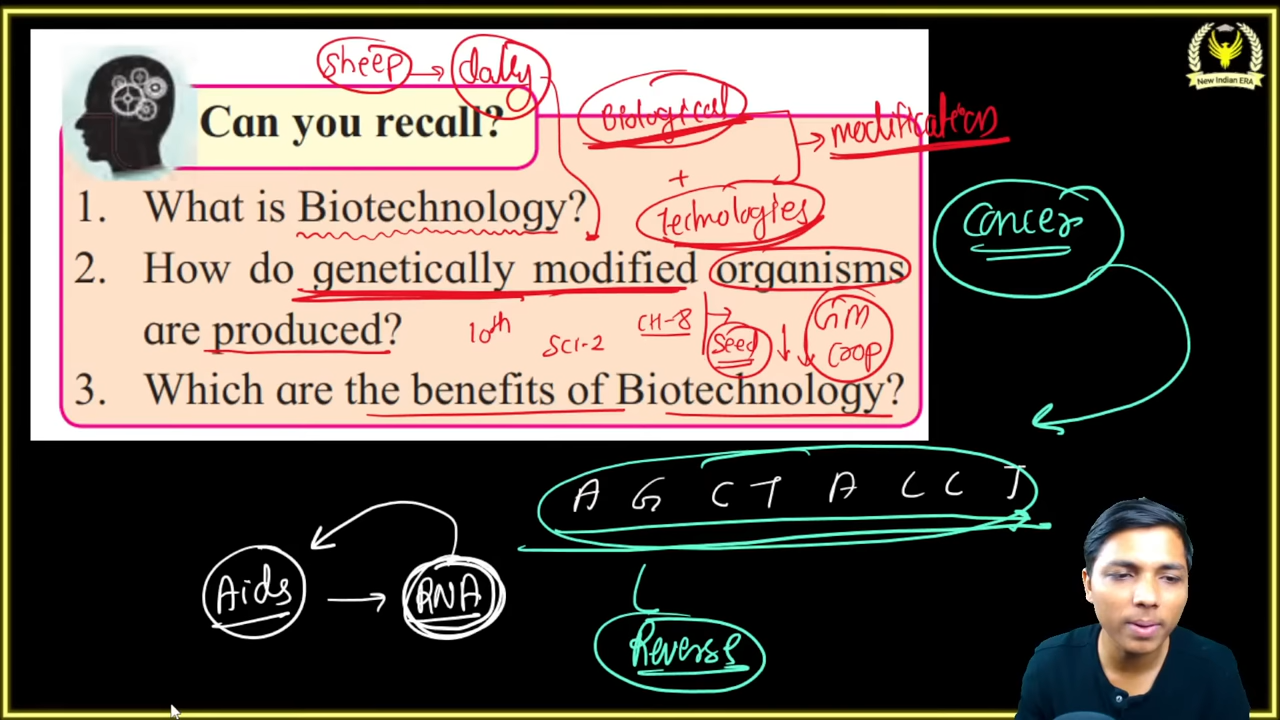 sheep → dally
New Indian ERA
Can you recall?
Biological
+
Technologies
modifications
1. What is Biotechnology?
2. How do genetically modified organisms
are produced?
10th SCI-2 CH-8
Seed
GM
crop
3. Which are the benefits of Biotechnology?
Cancer
A G C T A C C T
Aids → RNA
Reverse